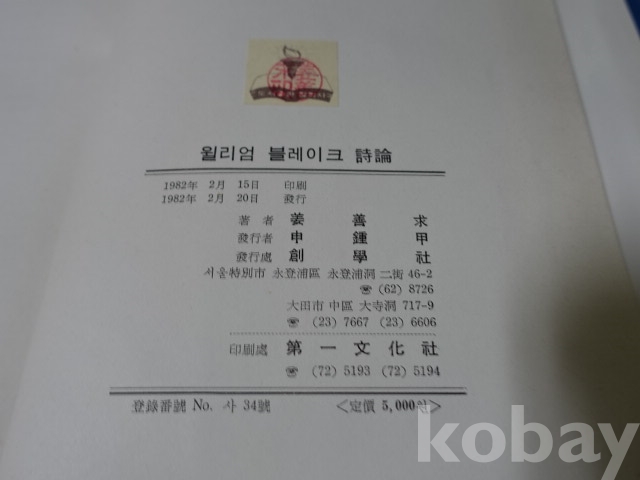 윌리엄 블레이크 詩論
1982年 2月 15日 印刷
1982年 2月 20日 發行
著者 姜善求
發行者 申鍾甲
發行處 創學社
서울特別市 永登浦區 永登浦洞 二街 46-2
☏ (62) 8726
大田市 中區 大寺洞 717-9
☏ (23) 7667 (23) 6606
印刷處 第一文化社
☏ (72) 5193 (72) 5194
登錄番號 No. 사 34號 <定價 5,000원>
kobay